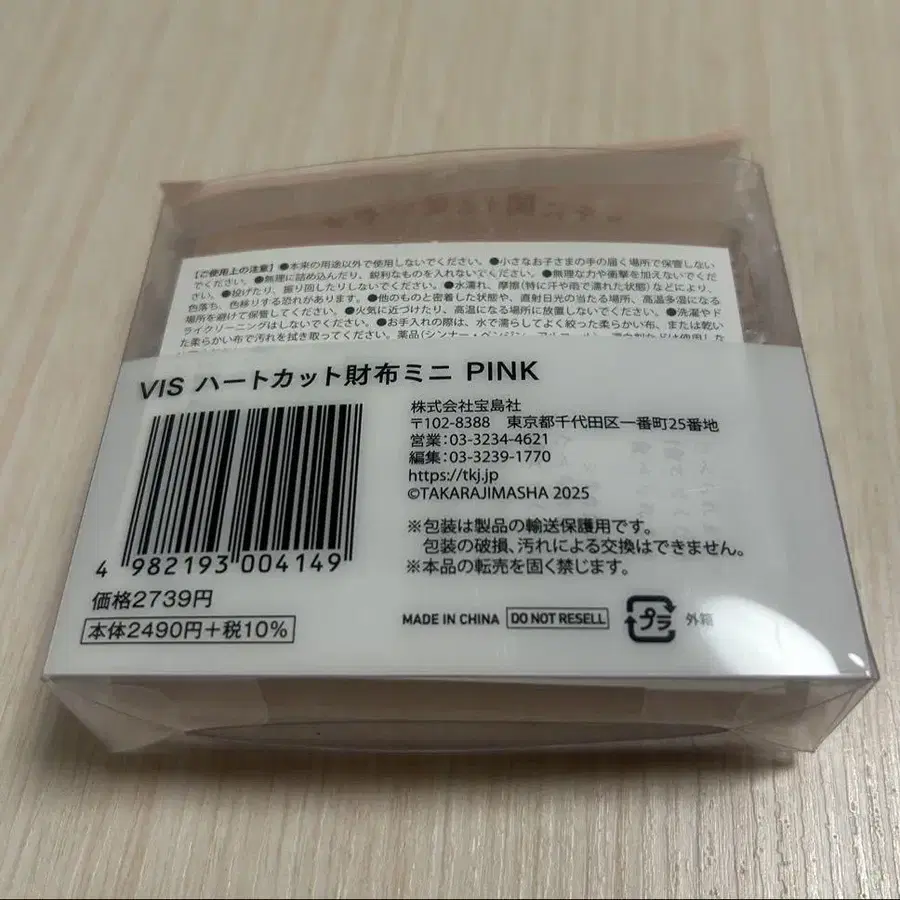 【ご使用上の注意】●本来の用途以外で使用しないでください。●小さなお子さまの手の届く場所で保管しない
でください。●無理に詰め込んだり、鋭利なものを入れないでください。●無理な力や衝撃を加えないでくだ
さい。●投げたり、振り回したりしないでください。●水濡れ、摩擦(特に汗や雨で濡れた状態)などにより、
色落ち、色移りする恐れがあります。●他のものと密着した状態や、直射日光の当たる場所、高温多湿になる
場所を避けて保管してください。●火気に近づけたり、高温になる場所に放置しないでください。●洗濯やド
ライクリーニングはしないでください。●お手入れの際は、水で濡らしてよく絞った柔らかい布、または乾い
た柔らかい布で汚れを拭き取ってください。
VIS ハートカット財布ミニ PINK
4 982193 004149
価格2739円
本体2490円+税10%
株式会社宝島社
〒102-8388 東京都千代田区一番町25番地
営業:03-3234-4621
編集:03-3239-1770
https://tkj.jp
©TAKARAJIMASHA 2025
※包装は製品の輸送保護用です。
包装の破損、汚れによる交換はできません。
※本品の転売を固く禁じます。
MADE IN CHINA DO NOT RESELL プラ 外箱